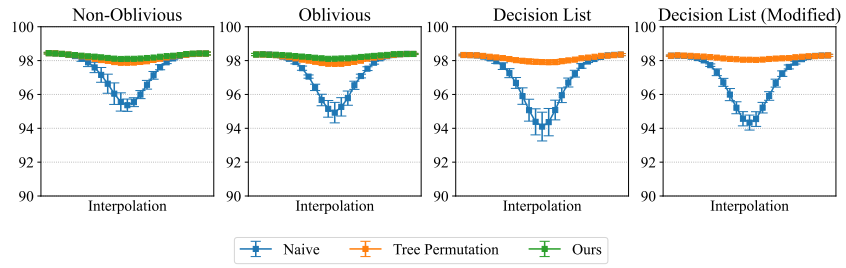 Non-Oblivious
Oblivious
Decision List
Decision List (Modified)
100
98
96
94
92
90
100
98
96
94
92
90
100
98
96
94
92
90
100
98
96
94
92
90
Interpolation
Interpolation
Interpolation
Interpolation
Naive
Tree Permutation
Ours